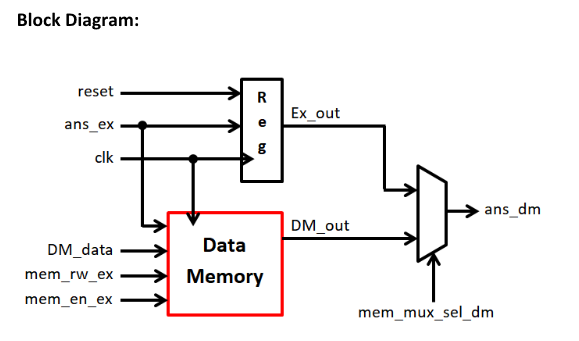 Block Diagram:
reset
ans_ex
clk
R
e
g
Ex_out
DM_data
mem_rw_ex
mem_en_ex
Data
Memory
DM_out
ans_dm
mem_mux_sel_dm